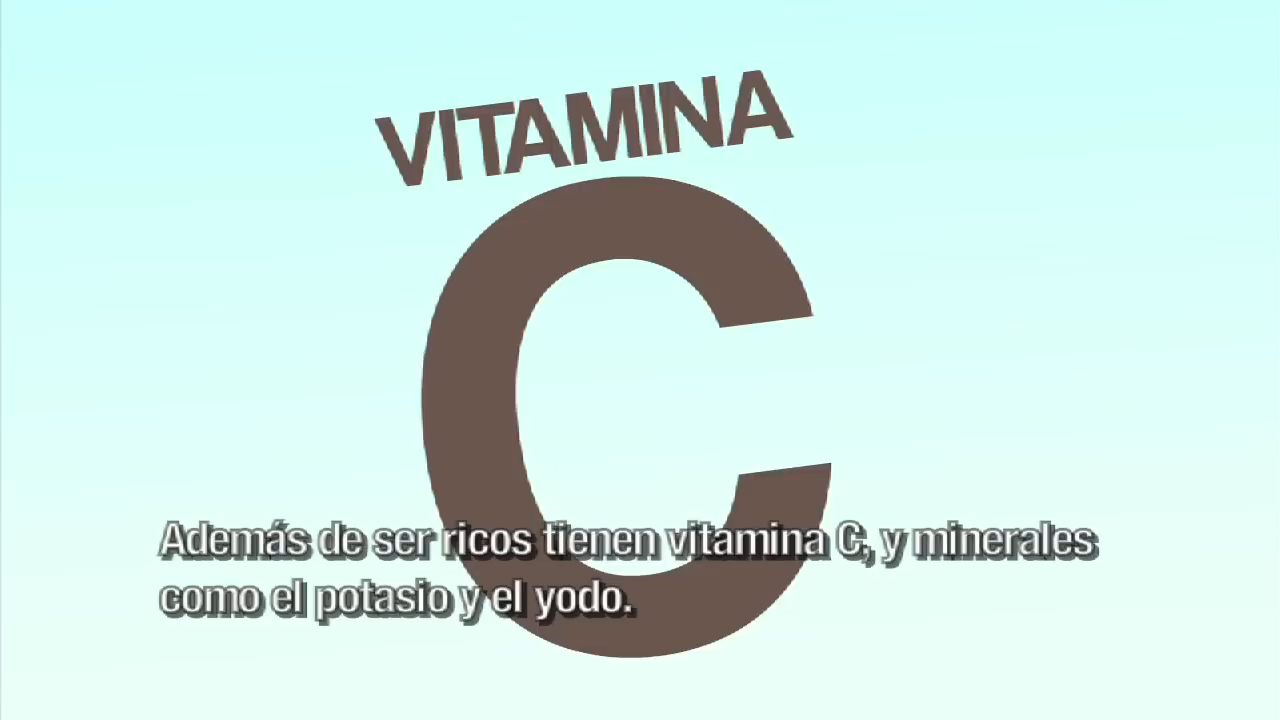 VITAMINA
C
Además de ser ricos tienen vitamina C, y minerales
como el potasio y el yodo.